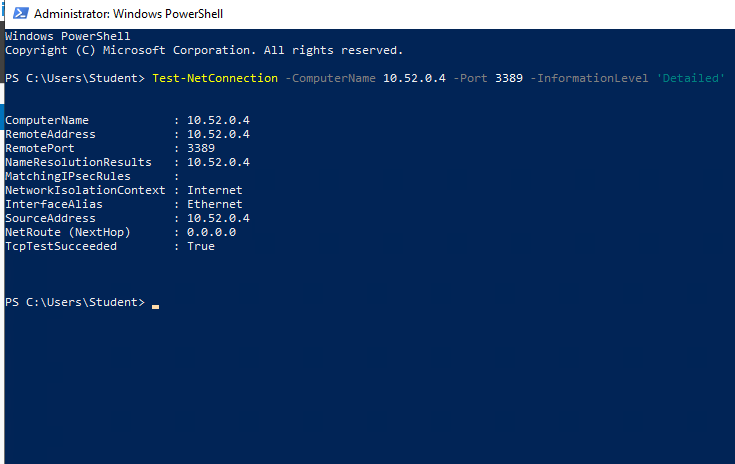 Administrator: Windows PowerShell
Windows PowerShell
Copyright (C) Microsoft Corporation. All rights reserved.
PS C:\Users\Student> Test-NetConnection -ComputerName 10.52.0.4 -Port 3389 -InformationLevel 'Detailed'
ComputerName            : 10.52.0.4
RemoteAddress           : 10.52.0.4
RemotePort              : 3389
NameResolutionResults   : 10.52.0.4
MatchingIPsecRules      :
NetworkIsolationContext : Internet
InterfaceAlias          : Ethernet
SourceAddress           : 10.52.0.4
NetRoute (NextHop)      : 0.0.0.0
TcpTestSucceeded        : True
PS C:\Users\Student>